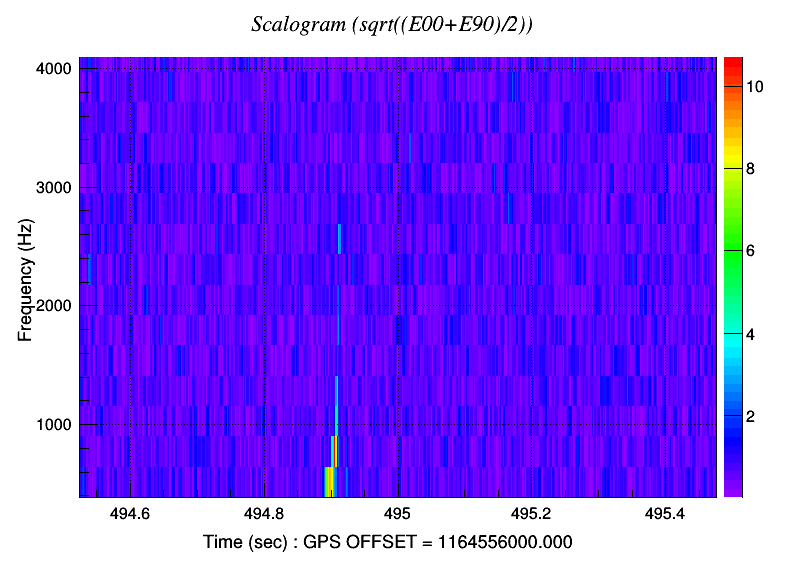 Scalogram (sqrt((E00+E90)/2))
4000
3000
2000
1000
Frequency (Hz)
10
8
6
4
2
494.6 494.8 495 495.2 495.4
Time (sec) : GPS OFFSET = 1164556000.000